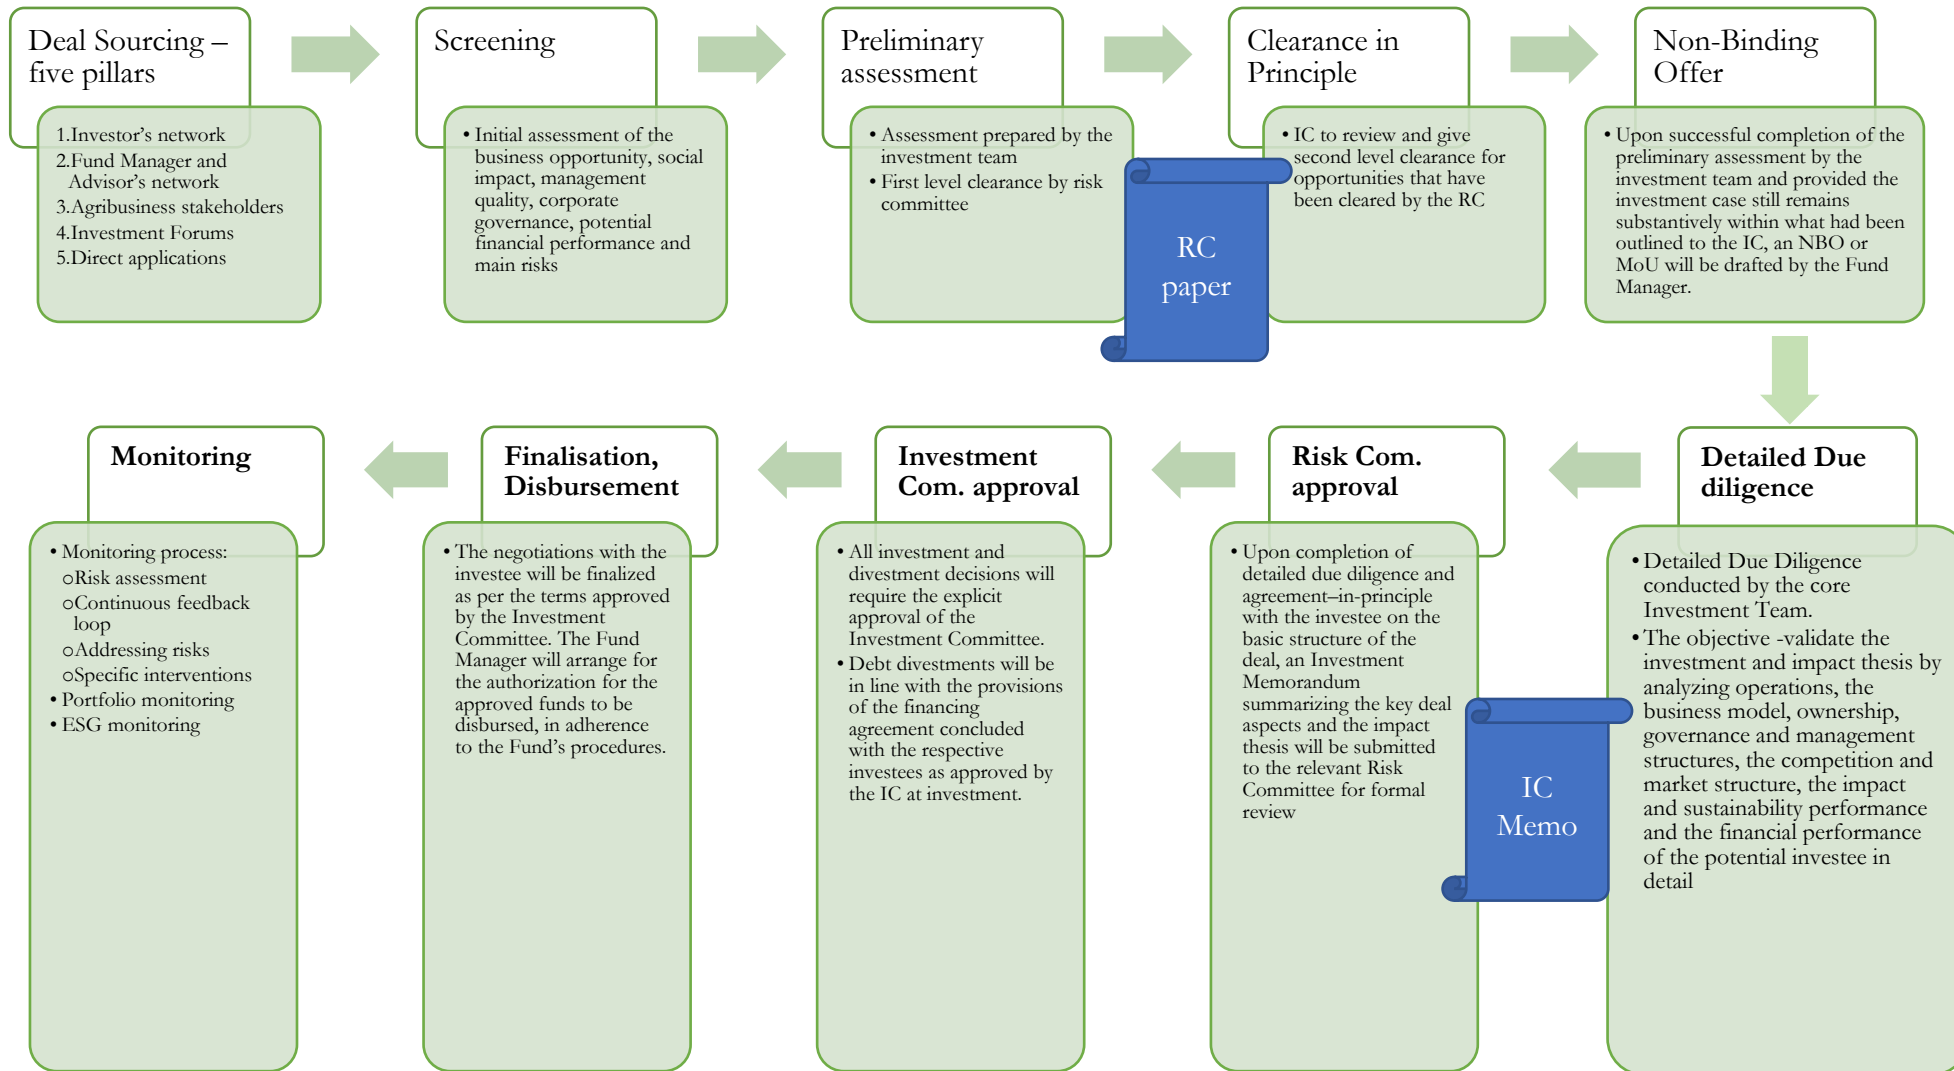 Deal Sourcing –
five pillars
1.Investor's network
2.Fund Manager and
Advisor's network
3.Agribusiness stakeholders
4.Investment Forums
5.Direct applications
Screening
• Initial assessment of the
business opportunity, social
impact, management
quality, corporate
governance, potential
financial performance and
main risks
Preliminary
assessment
• Assessment prepared by the
investment team
• First level clearance by risk
committee
RC
paper
Clearance in
Principle
• IC to review and give
second level clearance for
opportunities that have
been cleared by the RC
Non-Binding
Offer
• Upon successful completion of the
preliminary assessment by the
investment team and provided the
investment case still remains
substantively within what had been
outlined to the IC, an NBO or
MoU will be drafted by the Fund
Manager.
Detailed Due
diligence
• Detailed Due Diligence
conducted by the core
Investment Team.
• The objective -validate the
investment and impact thesis by
analyzing operations, the
business model, ownership,
governance and management
structures, the competition and
market structure, the impact
and sustainability performance
and the financial performance
of the potential investee in
detail
IC
Memo
Risk Com.
approval
• Upon completion of
detailed due diligence and
agreement–in-principle
with the investee on the
basic structure of the
deal, an Investment
Memorandum
summarizing the key deal
aspects and the impact
thesis will be submitted
to the relevant Risk
Committee for formal
review
Investment
Com. approval
• All investment and
divestment decisions will
require the explicit
approval of the
Investment Committee.
• Debt divestments will be
in line with the provisions
of the financing
agreement concluded
with the respective
investees as approved by
the IC at investment.
Finalisation,
Disbursement
• The negotiations with the
investee will be finalized
as per the terms approved
by the Investment
Committee. The Fund
Manager will arrange for
the authorization for the
approved funds to be
disbursed, in adherence
to the Fund's procedures.
Monitoring
• Monitoring process:
oRisk assessment
oContinuous feedback
loop
oAddressing risks
oSpecific interventions
• Portfolio monitoring
• ESG monitoring